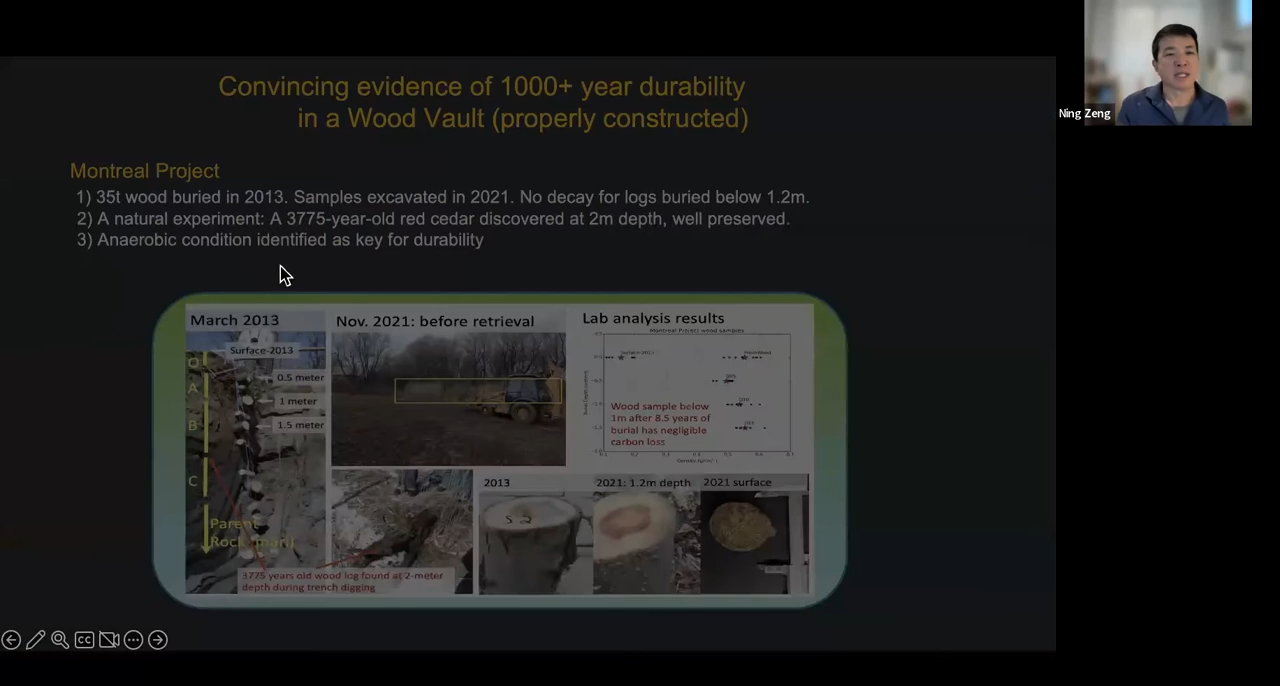 Convincing evidence of 1000+ year durability
in a Wood Vault (properly constructed)
Ning Zeng
Montreal Project
1) 35t wood buried in 2013. Samples excavated in 2021. No decay for logs buried below 1.2m.
2) A natural experiment: A 3775-year-old red cedar discovered at 2m depth, well preserved.
3) Anaerobic condition identified as key for durability
March 2013
Surface-2013
O
0.5 meter
A
1 meter
B
1.5 meter
C
Parent
Rock
3775 years old wood log found at 2-meter
depth during trench digging
Nov. 2021: before retrieval
Lab analysis results
Montreal Project wood samples
Wood sample below
1m after 8.5 years of
burial has negligible
carbon loss
2013
2021: 1.2m depth
2021 surface
CC